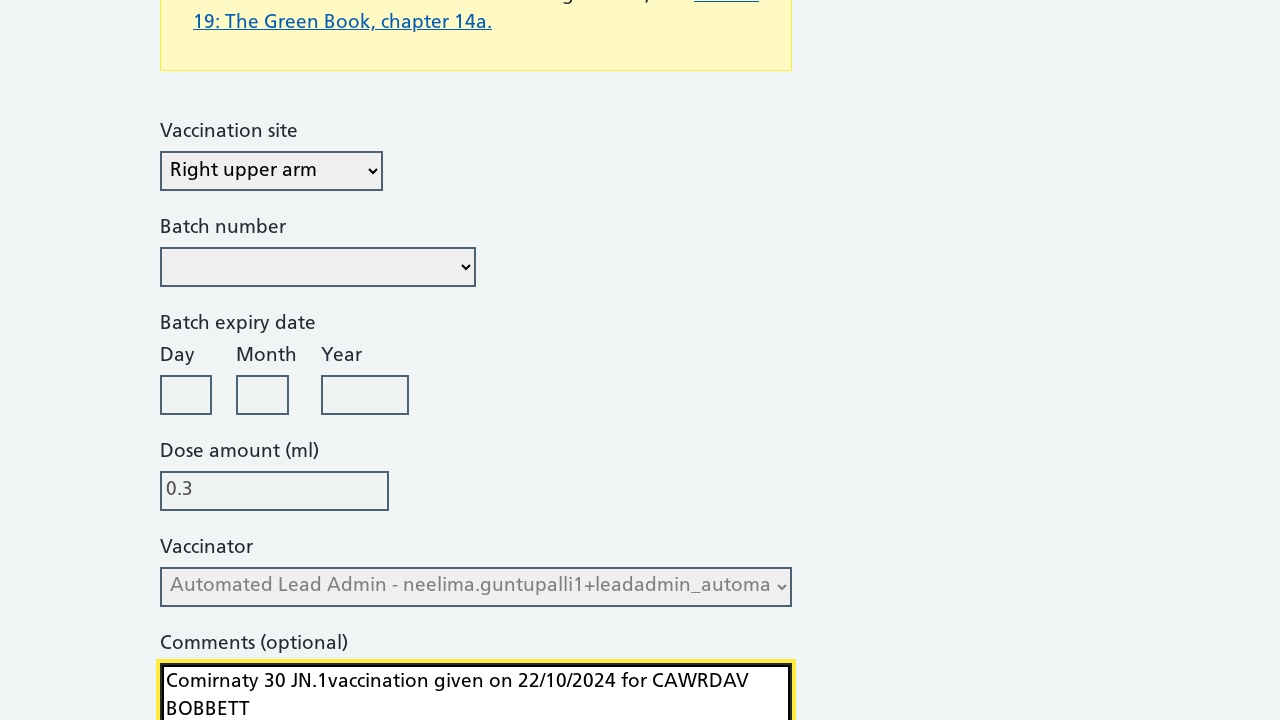 19: The Green Book, chapter 14a.
Vaccination site
Right upper arm
Batch number
Batch expiry date
Day Month Year
Dose amount (ml)
0.3
Vaccinator
Automated Lead Admin - neelima.guntupalli1+leadadmin_automa
Comments (optional)
Comirnaty 30 JN.1vaccination given on 22/10/2024 for CAWRDAV
BOBBETT